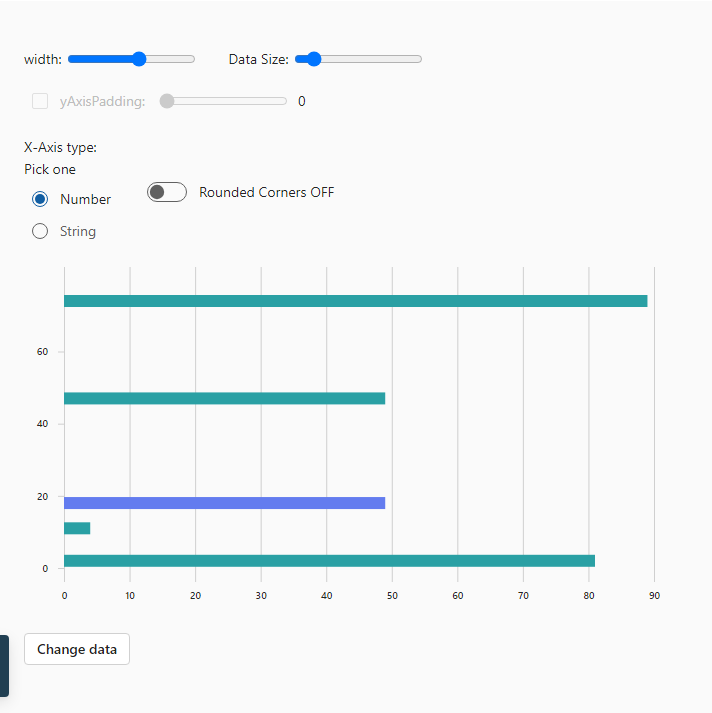 width: Data Size:
yAxisPadding: 0
X-Axis type:
Pick one
Number
Rounded Corners OFF
String
60
40
20
0
0 10 20 30 40 50 60 70 80 90
Change data